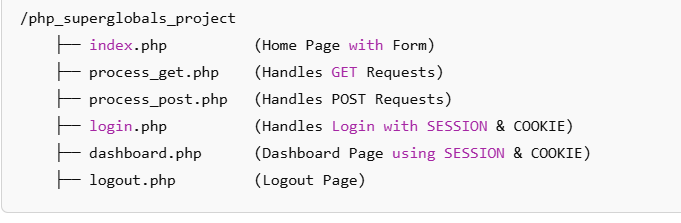 /php_superglobals_project
├── index.php (Home Page with Form)
├── process_get.php (Handles GET Requests)
├── process_post.php (Handles POST Requests)
├── login.php (Handles Login with SESSION & COOKIE)
├── dashboard.php (Dashboard Page using SESSION & COOKIE)
├── logout.php (Logout Page)